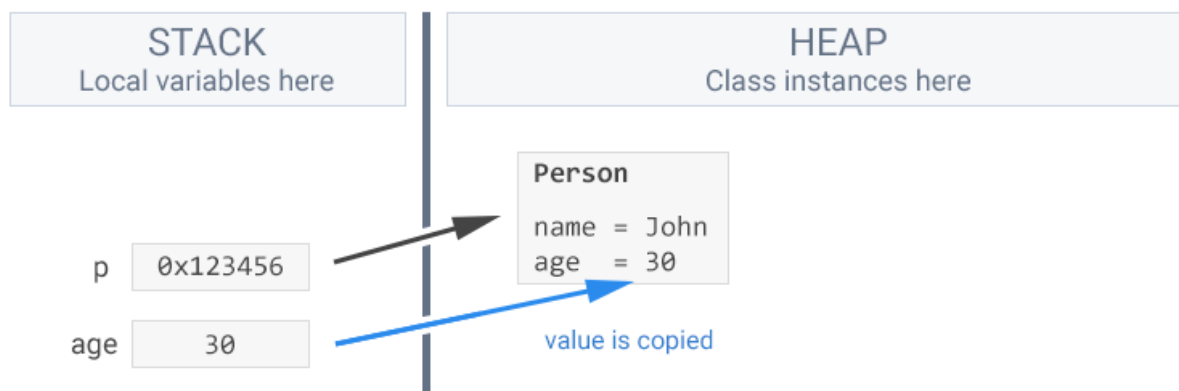 STACK
Local variables here
HEAP
Class instances here
Person
name = John
age = 30
p 0x123456
age 30
value is copied